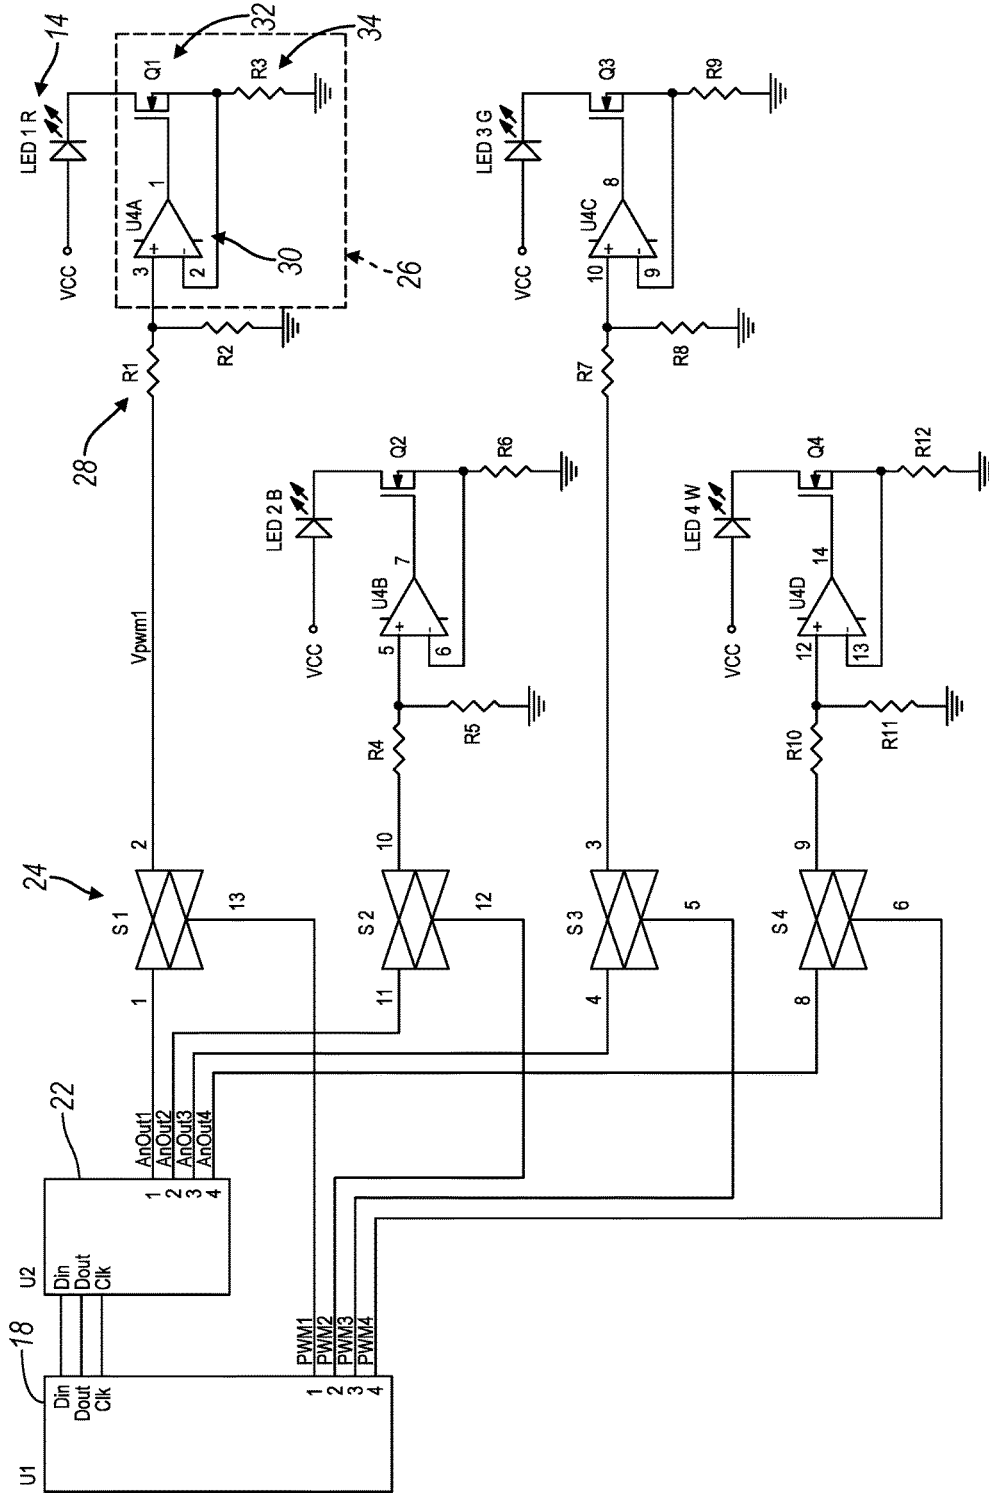 U1
18
Din
Dout
Clk
1
2
3
4
PWM1
PWM2
PWM3
PWM4
U2
22
Din
Dout
Clk
1
2
3
4
AnOut1
AnOut2
AnOut3
AnOut4
24
S1
1
2
13
Vpwm1
28
R1
R2
26
3
+
2
-
U4A
30
1
VCC
LED 1 R
14
Q1
32
R3
34
S2
11
10
12
R4
R5
5
+
6
-
U4B
7
VCC
LED 2 B
Q2
R6
S3
4
3
5
R7
R8
10
+
9
-
U4C
8
VCC
LED 3 G
Q3
R9
S4
8
9
6
R10
R11
12
+
13
-
U4D
14
VCC
LED 4 W
Q4
R12